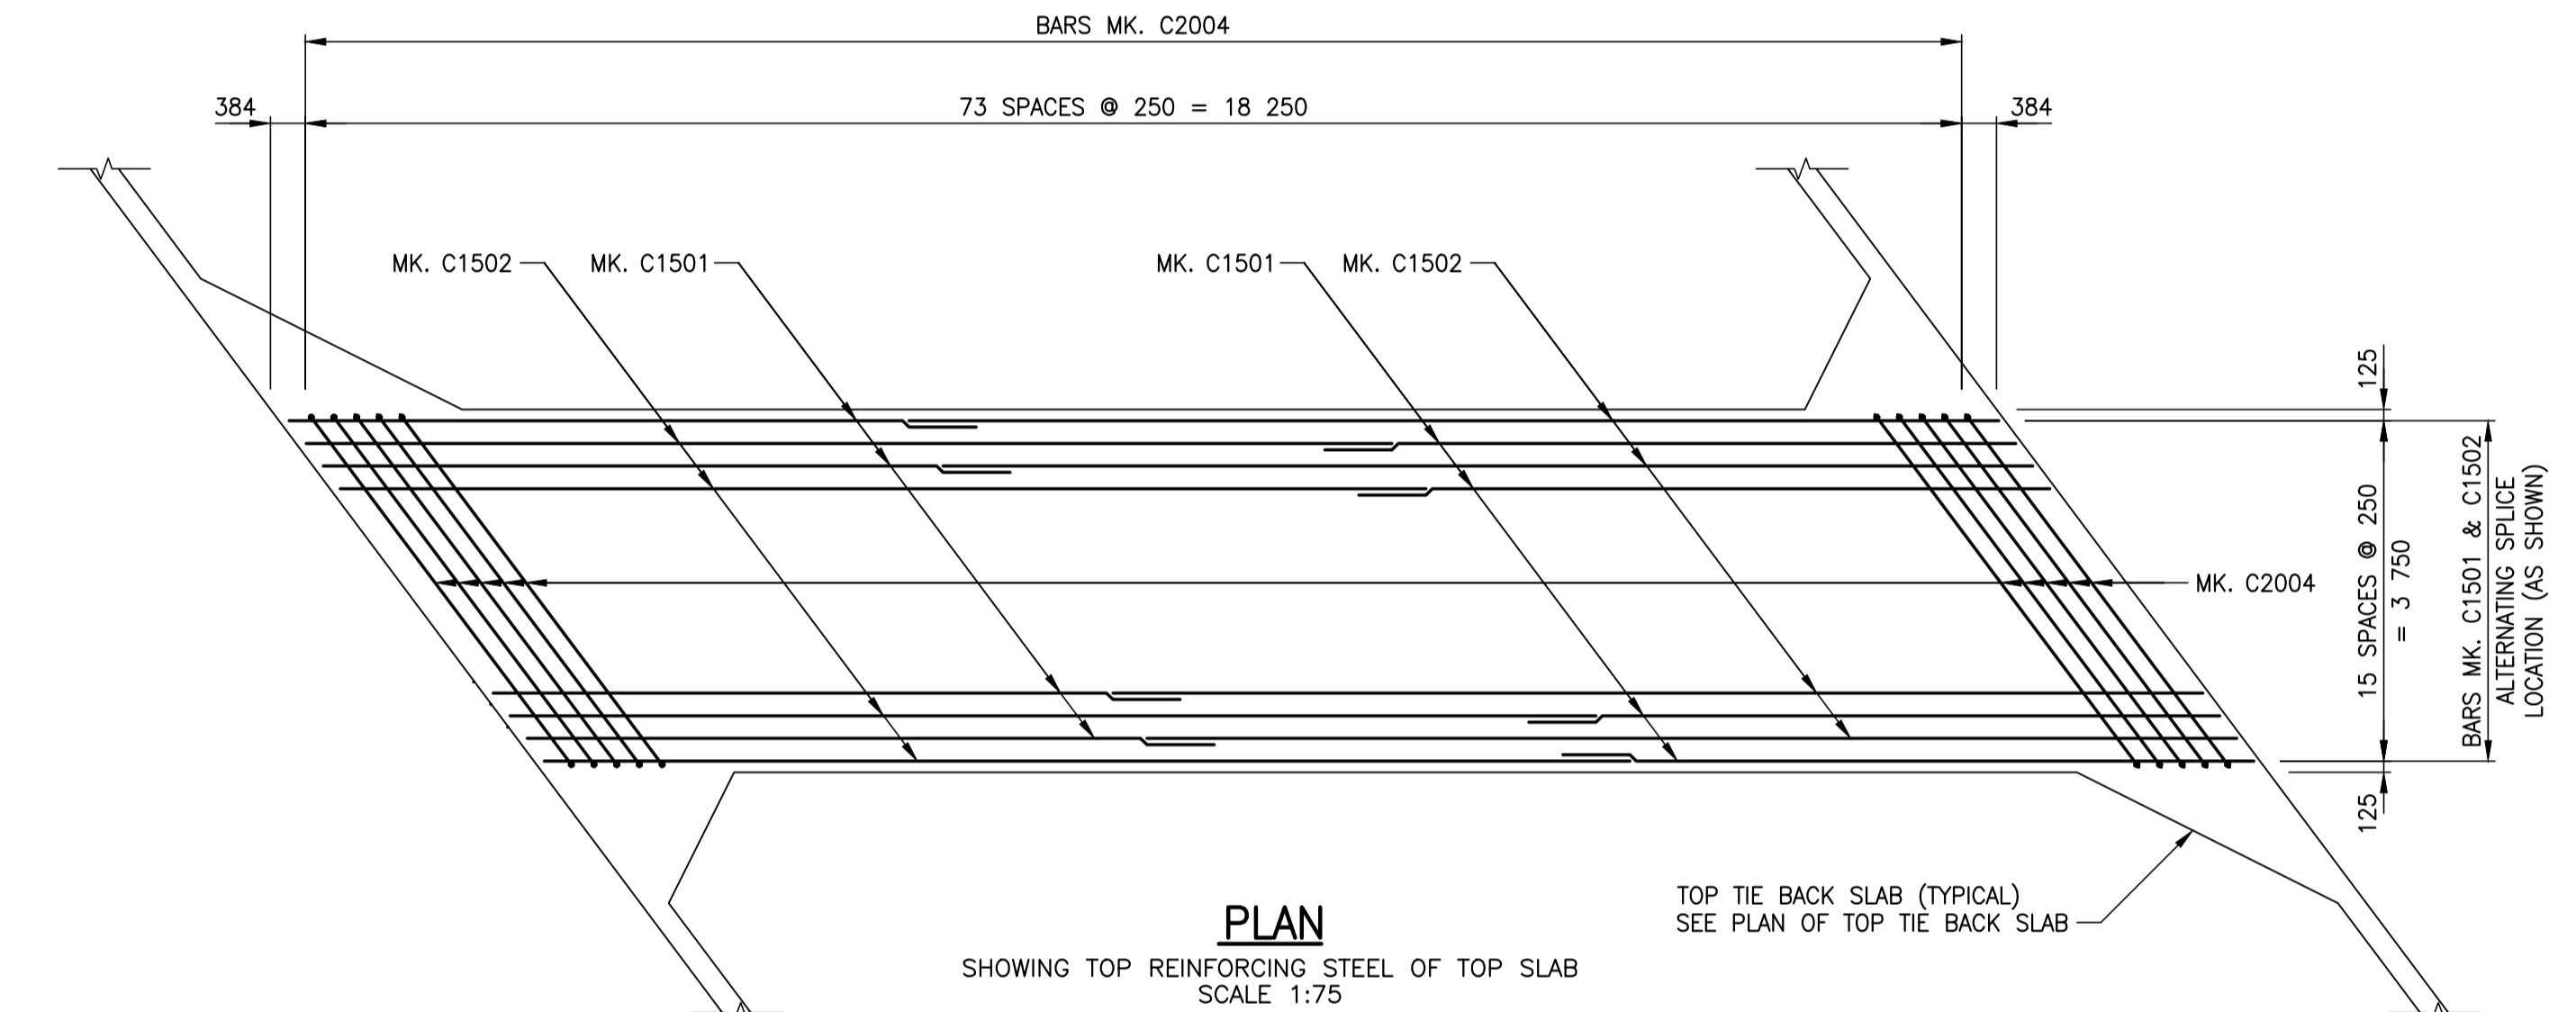 BARS MK. C2004
384
73 SPACES @ 250 = 18 250
384
MK. C1502
MK. C1501
MK. C1501
MK. C1502
125
15 SPACES @ 250
= 3 750
125
BARS MK. C1501 & C1502
ALTERNATING SPLICE
LOCATION (AS SHOWN)
MK. C2004
TOP TIE BACK SLAB (TYPICAL)
SEE PLAN OF TOP TIE BACK SLAB
PLAN
SHOWING TOP REINFORCING STEEL OF TOP SLAB
SCALE 1:75